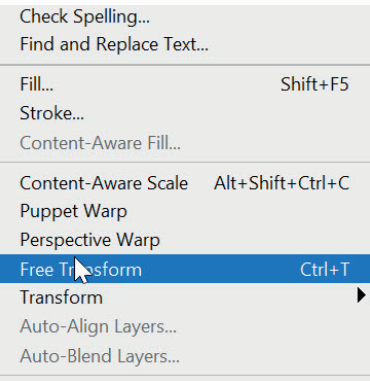 Check Spelling...
Find and Replace Text...
Fill... Shift+F5
Stroke...
Content-Aware Fill...
Content-Aware Scale Alt+Shift+Ctrl+C
Puppet Warp
Perspective Warp
Free Transform Ctrl+T
Transform
Auto-Align Layers...
Auto-Blend Layers...